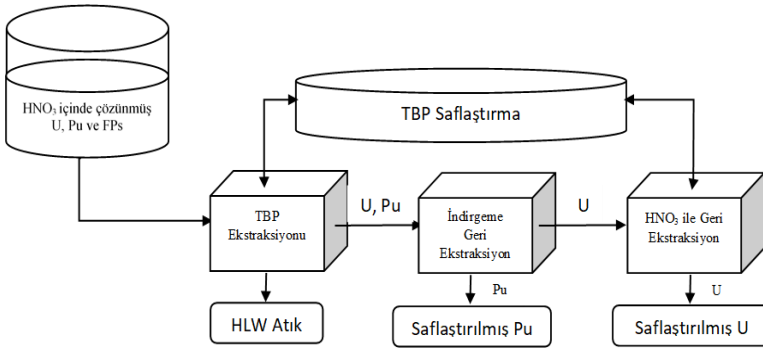 HNO₃ içinde çözünmüş
U, Pu ve FPs
TBP Saflaştırma
TBP
Ekstraksiyonu
U, Pu
İndirgeme
Geri
Ekstraksiyon
U
HNO₃ ile Geri
Ekstraksiyon
Pu
U
HLW Atık
Saflaştırılmış Pu
Saflaştırılmış U